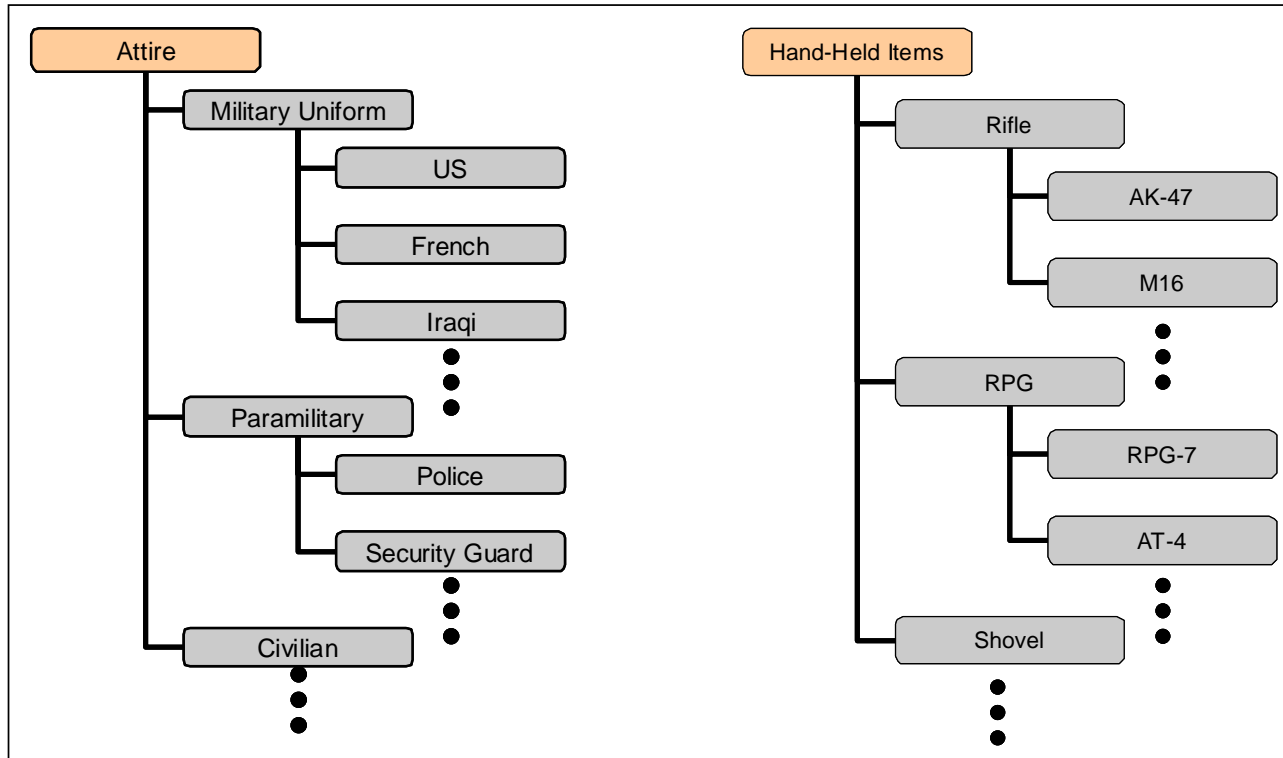 Attire
Military Uniform
US
French
Iraqi
Paramilitary
Police
Security Guard
Civilian
Hand-Held Items
Rifle
AK-47
M16
RPG
RPG-7
AT-4
Shovel